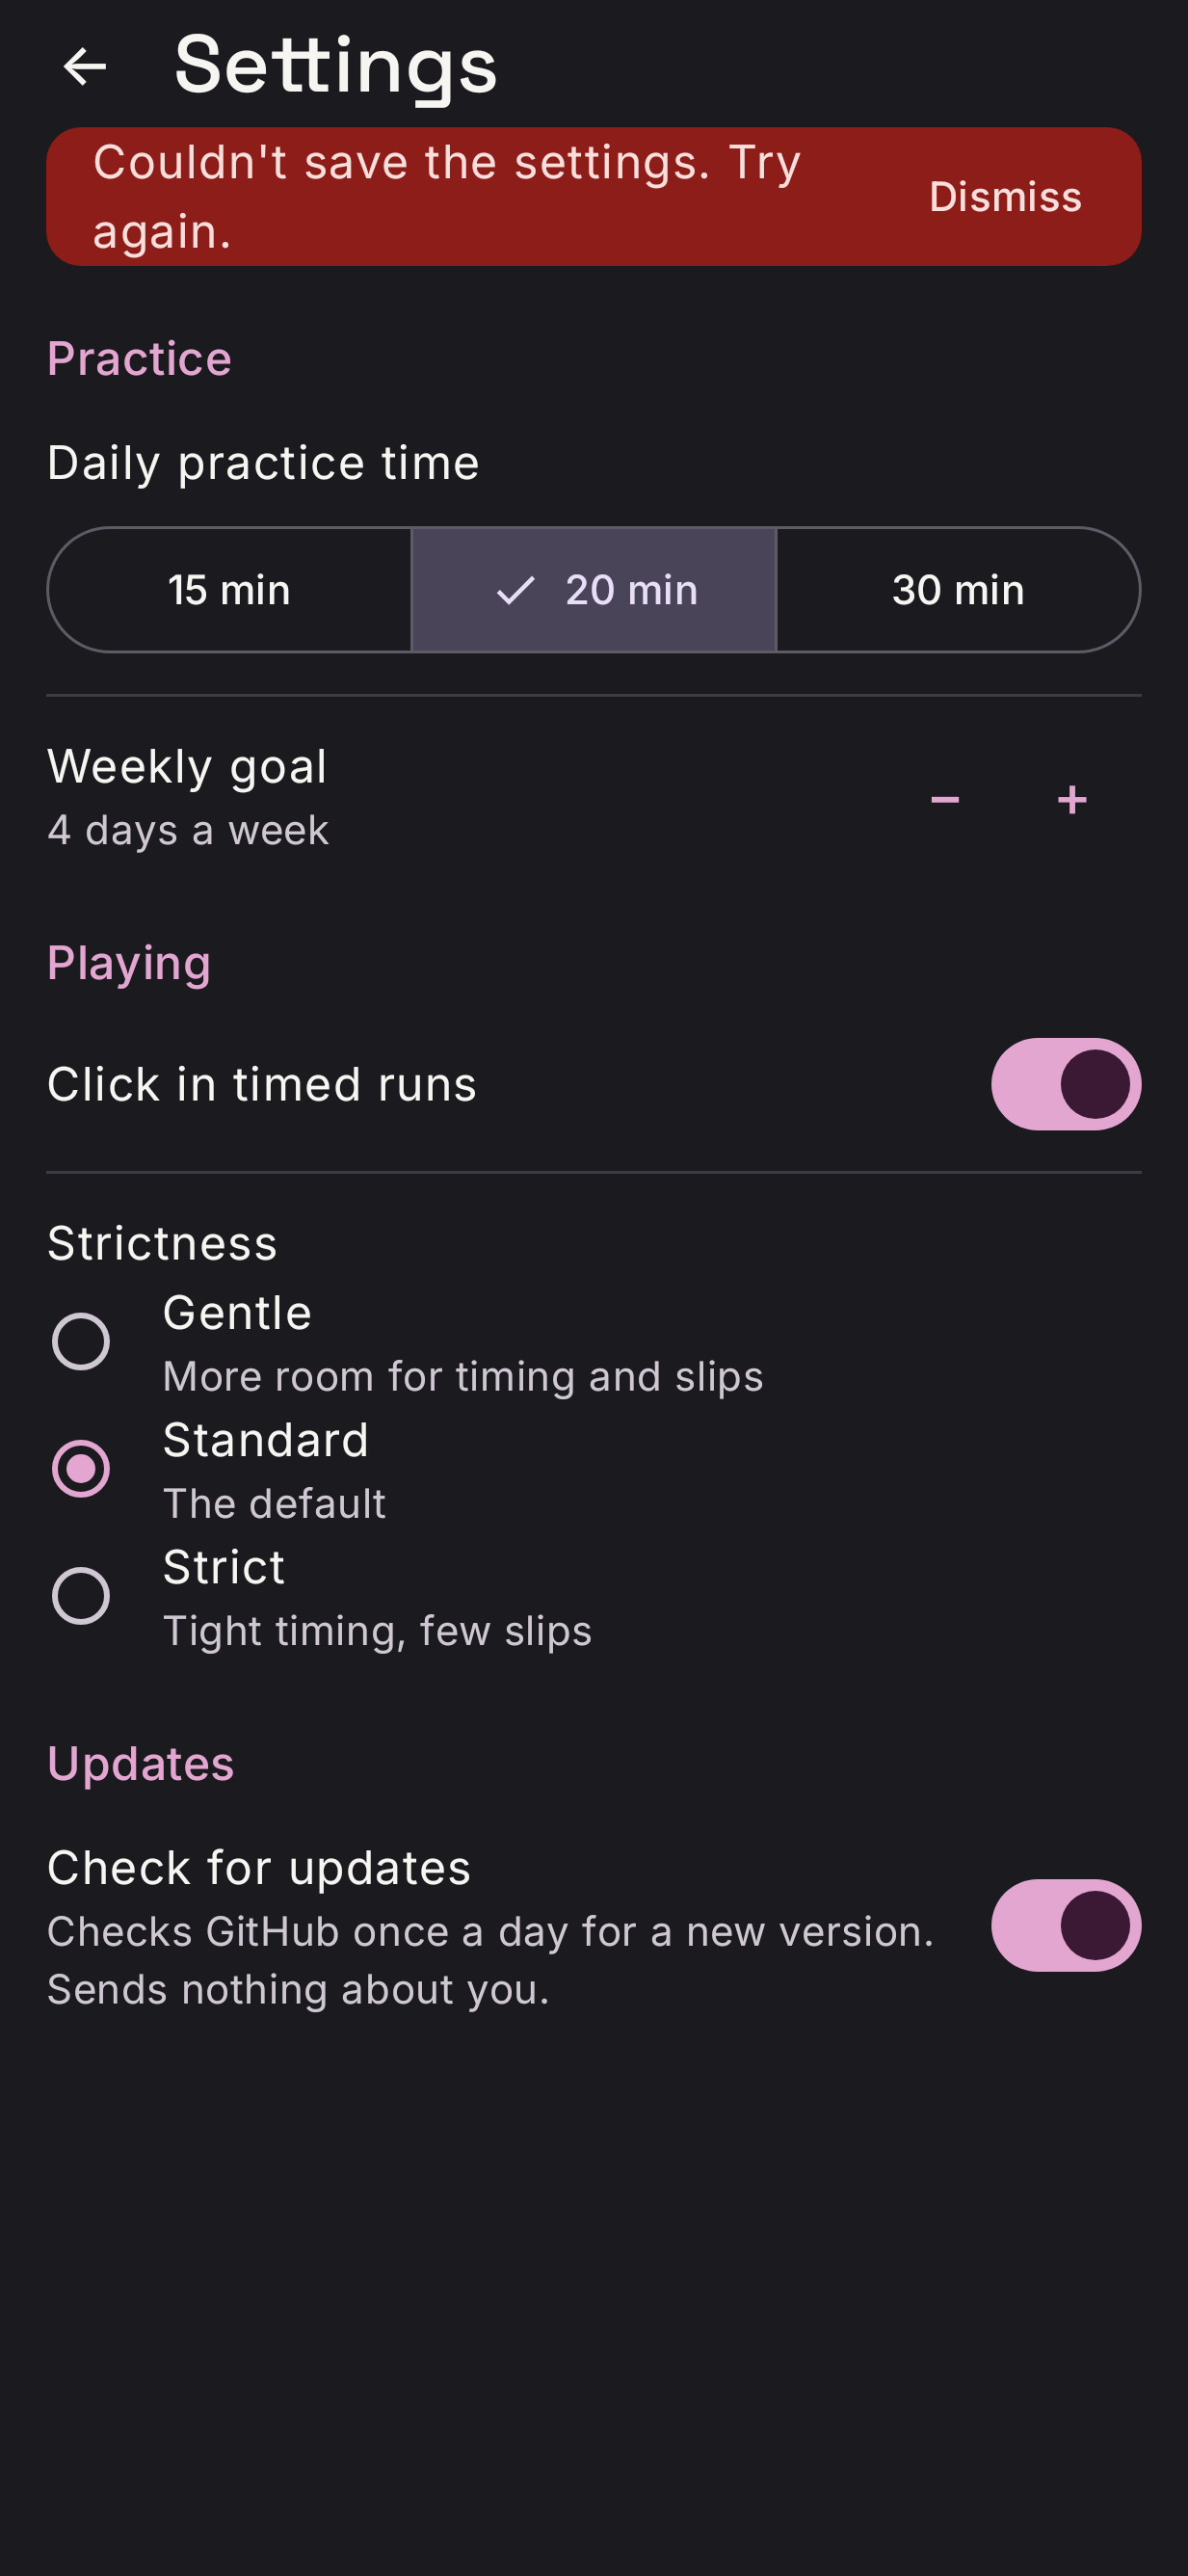 Settings
Couldn't save the settings. Try
again.
Dismiss
Practice
Daily practice time
15 min
20 min
30 min
Weekly goal
4 days a week
− +
Playing
Click in timed runs
Strictness
Gentle
More room for timing and slips
Standard
The default
Strict
Tight timing, few slips
Updates
Check for updates
Checks GitHub once a day for a new version.
Sends nothing about you.